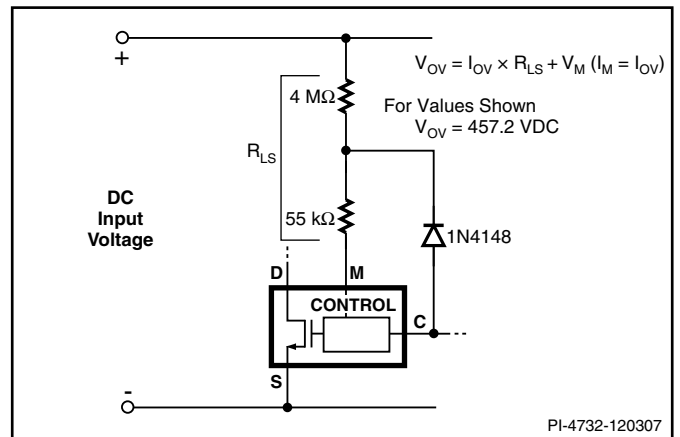 +
V_OV = I_OV × R_LS + V_M (I_M = I_OV)
4 MΩ
For Values Shown
V_OV = 457.2 VDC
R_LS
DC
Input
Voltage
55 kΩ
1N4148
D
M
CONTROL
C
S
-
PI-4732-120307